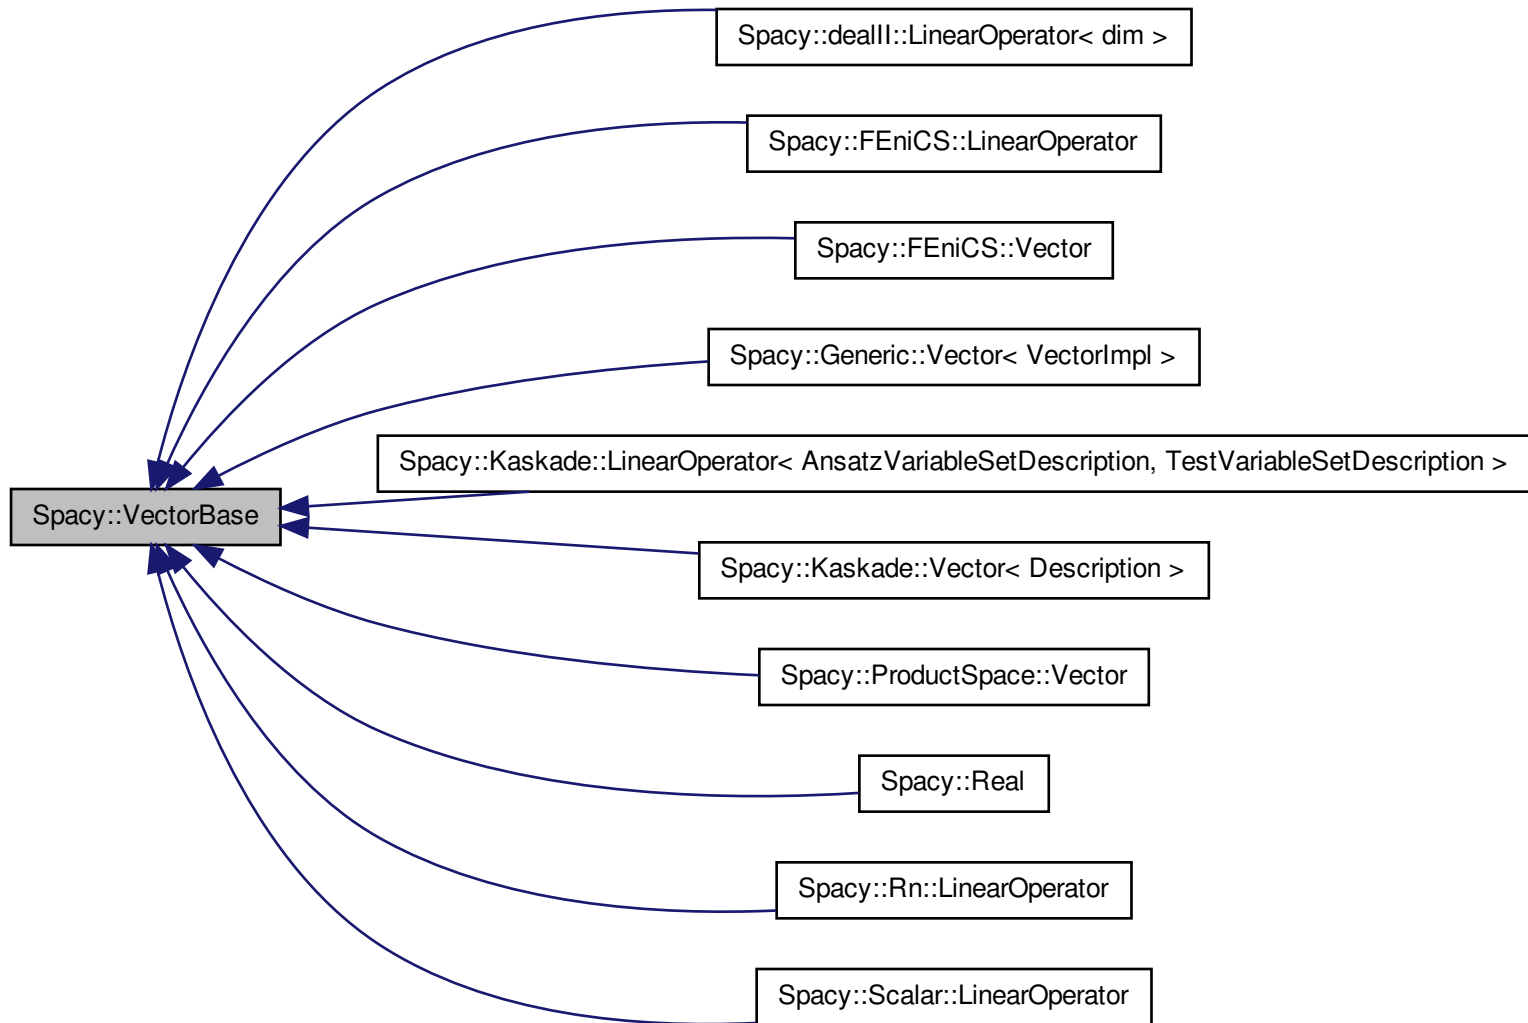 Spacy::dealII::LinearOperator< dim >
Spacy::FEniCS::LinearOperator
Spacy::FEniCS::Vector
Spacy::Generic::Vector< VectorImpl >
Spacy::Kaskade::LinearOperator< AnsatzVariableSetDescription, TestVariableSetDescription >
Spacy::VectorBase
Spacy::Kaskade::Vector< Description >
Spacy::ProductSpace::Vector
Spacy::Real
Spacy::Rn::LinearOperator
Spacy::Scalar::LinearOperator